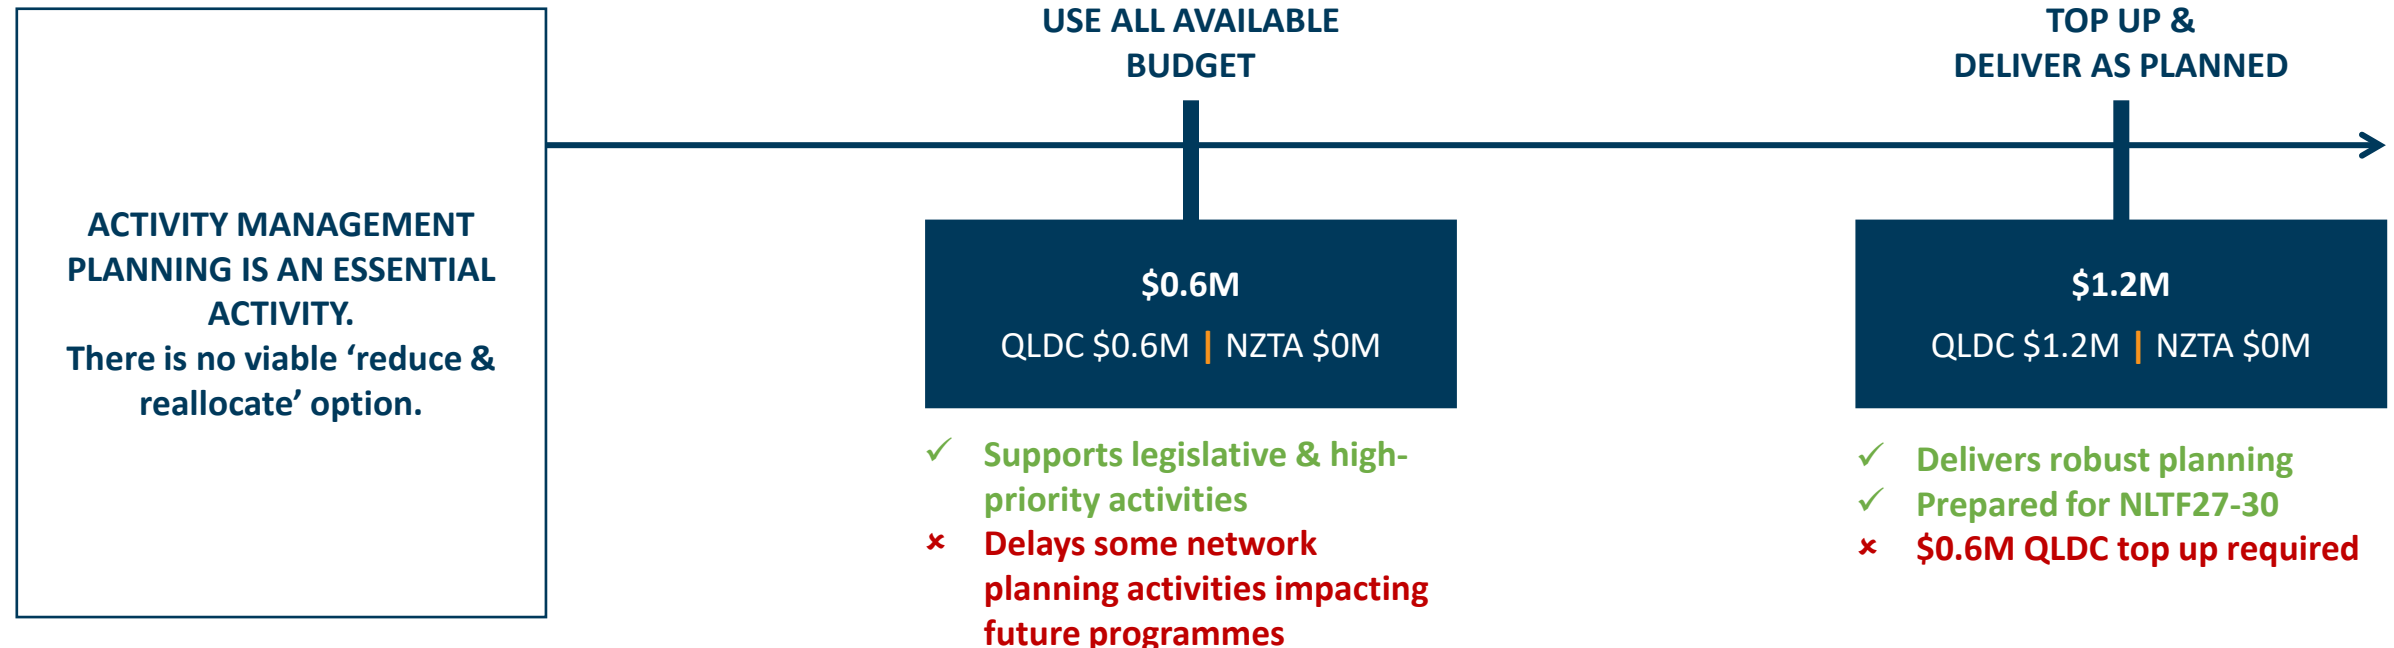 ACTIVITY MANAGEMENT
PLANNING IS AN ESSENTIAL
ACTIVITY.
There is no viable ‘reduce &
reallocate’ option.
USE ALL AVAILABLE
BUDGET
$0.6M
QLDC $0.6M | NZTA $0M
✓ Supports legislative & high-
priority activities
× Delays some network
planning activities impacting
future programmes
TOP UP &
DELIVER AS PLANNED
$1.2M
QLDC $1.2M | NZTA $0M
✓ Delivers robust planning
✓ Prepared for NLTF27-30
× $0.6M QLDC top up required